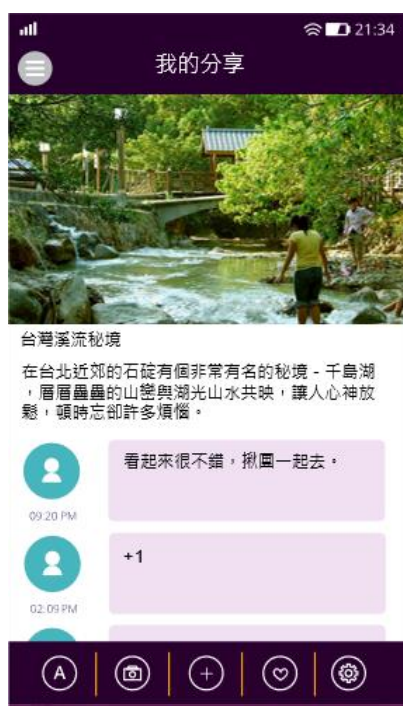 21:34
我的分享
台灣溪流秘境
在台北近郊的石碇有個非常有名的秘境 - 千島湖
，層層疊疊的山巒與湖光山水共映，讓人心神放
鬆，頓時忘卻許多煩惱。
看起來很不錯，揪團一起去。
09:20 PM
+1
02:09 PM
A